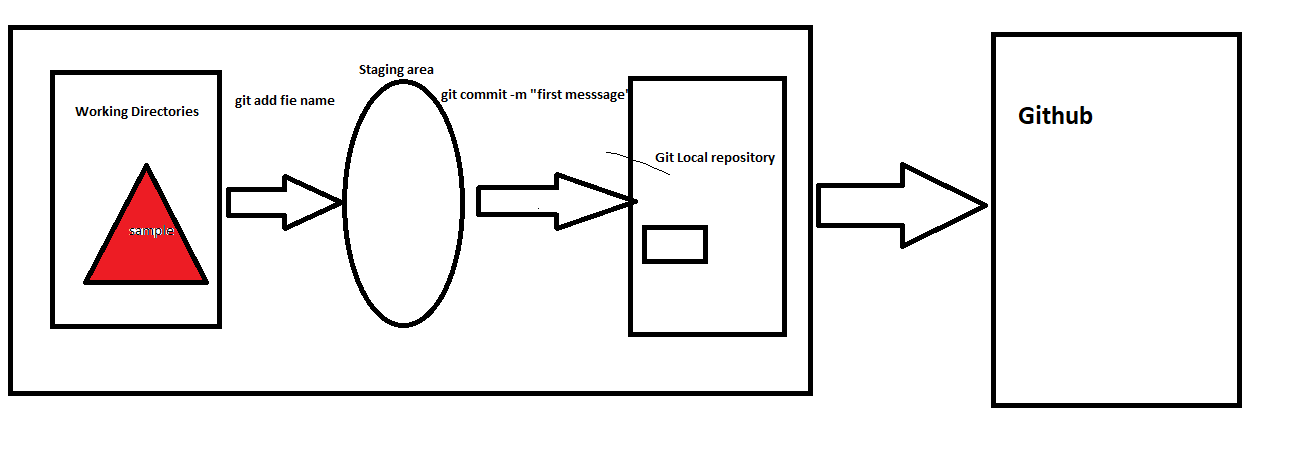 Staging area
git add fie name
git commit -m "first messsage"
Working Directories
Github
Git Local repository
sample